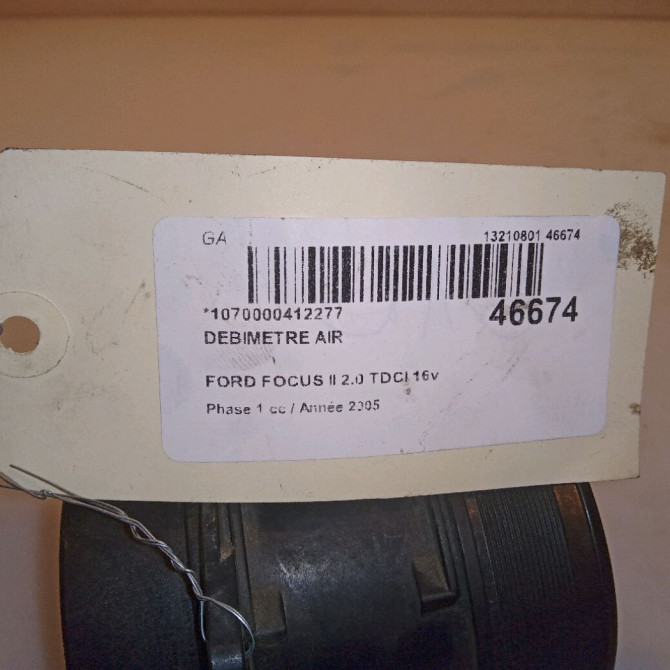 GA 13210801 46674
*1070000412277 46674
DEBIMETRE AIR
FORD FOCUS II 2.0 TDCI 16v
Phase 1 cc / Année 2005